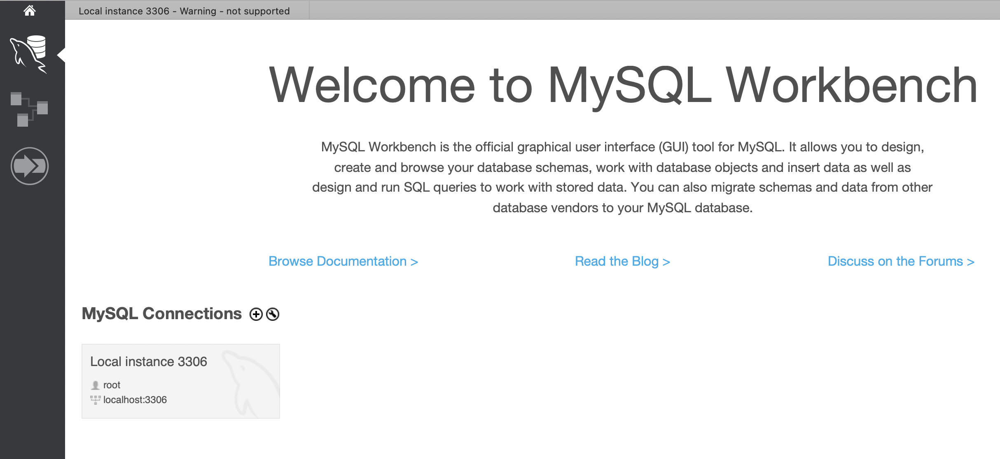 Local instance 3306 - Warning - not supported
Welcome to MySQL Workbench
MySQL Workbench is the official graphical user interface (GUI) tool for MySQL. It allows you to design,
create and browse your database schemas, work with database objects and insert data as well as
design and run SQL queries to work with stored data. You can also migrate schemas and data from other
database vendors to your MySQL database.
Browse Documentation >
Read the Blog >
Discuss on the Forums >
MySQL Connections
Local instance 3306
root
localhost:3306